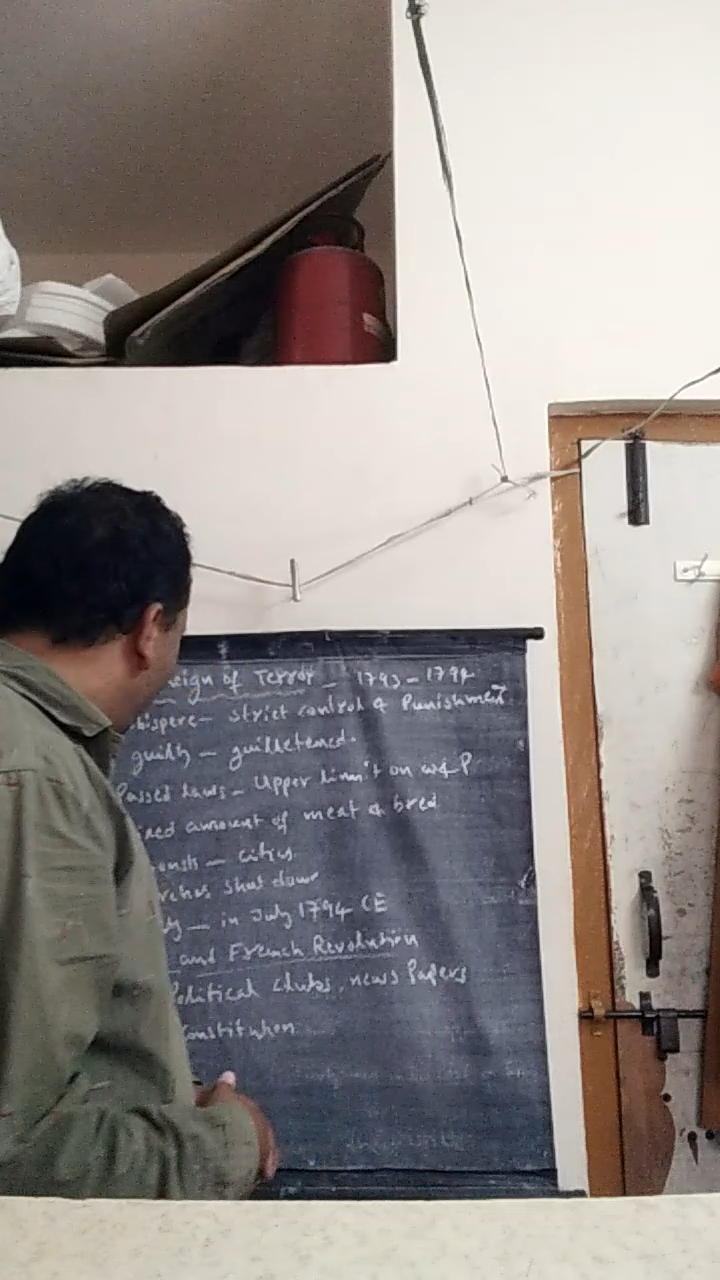 eign of Terror - 1793 - 1794
bispere - strict control & Punishment
guilty - guilletened.
Passed laws - Upper limit on w & P
amount of meat & bred
cities
shut down
in July 1794 CE
and French Revolution
Political clubs, news Papers
Constitution